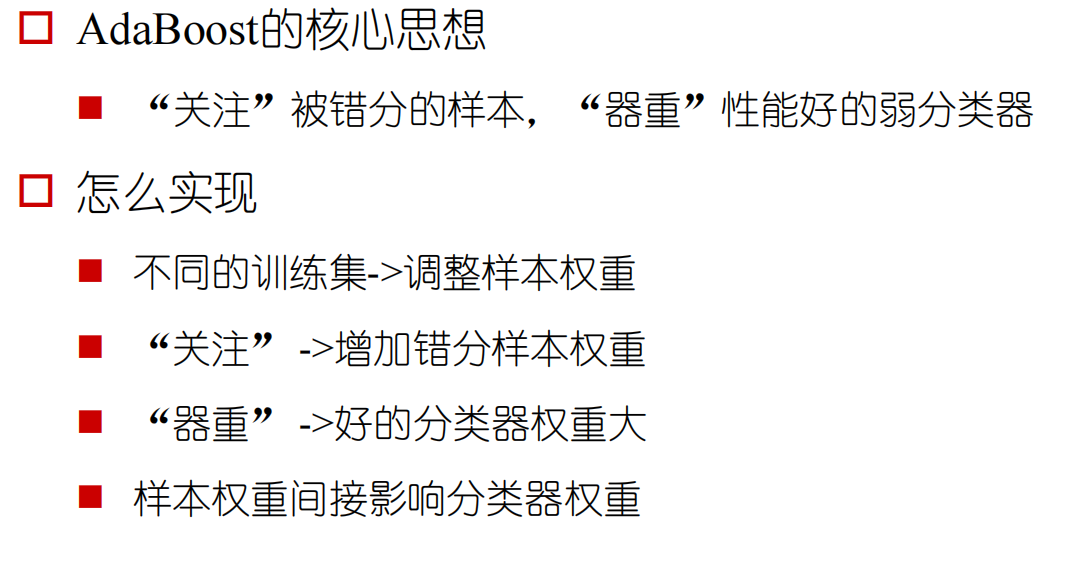 AdaBoost的核心思想
“关注”被错分的样本，“器重”性能好的弱分类器
怎么实现
不同的训练集->调整样本权重
“关注” ->增加错分样本权重
“器重” ->好的分类器权重大
样本权重间接影响分类器权重